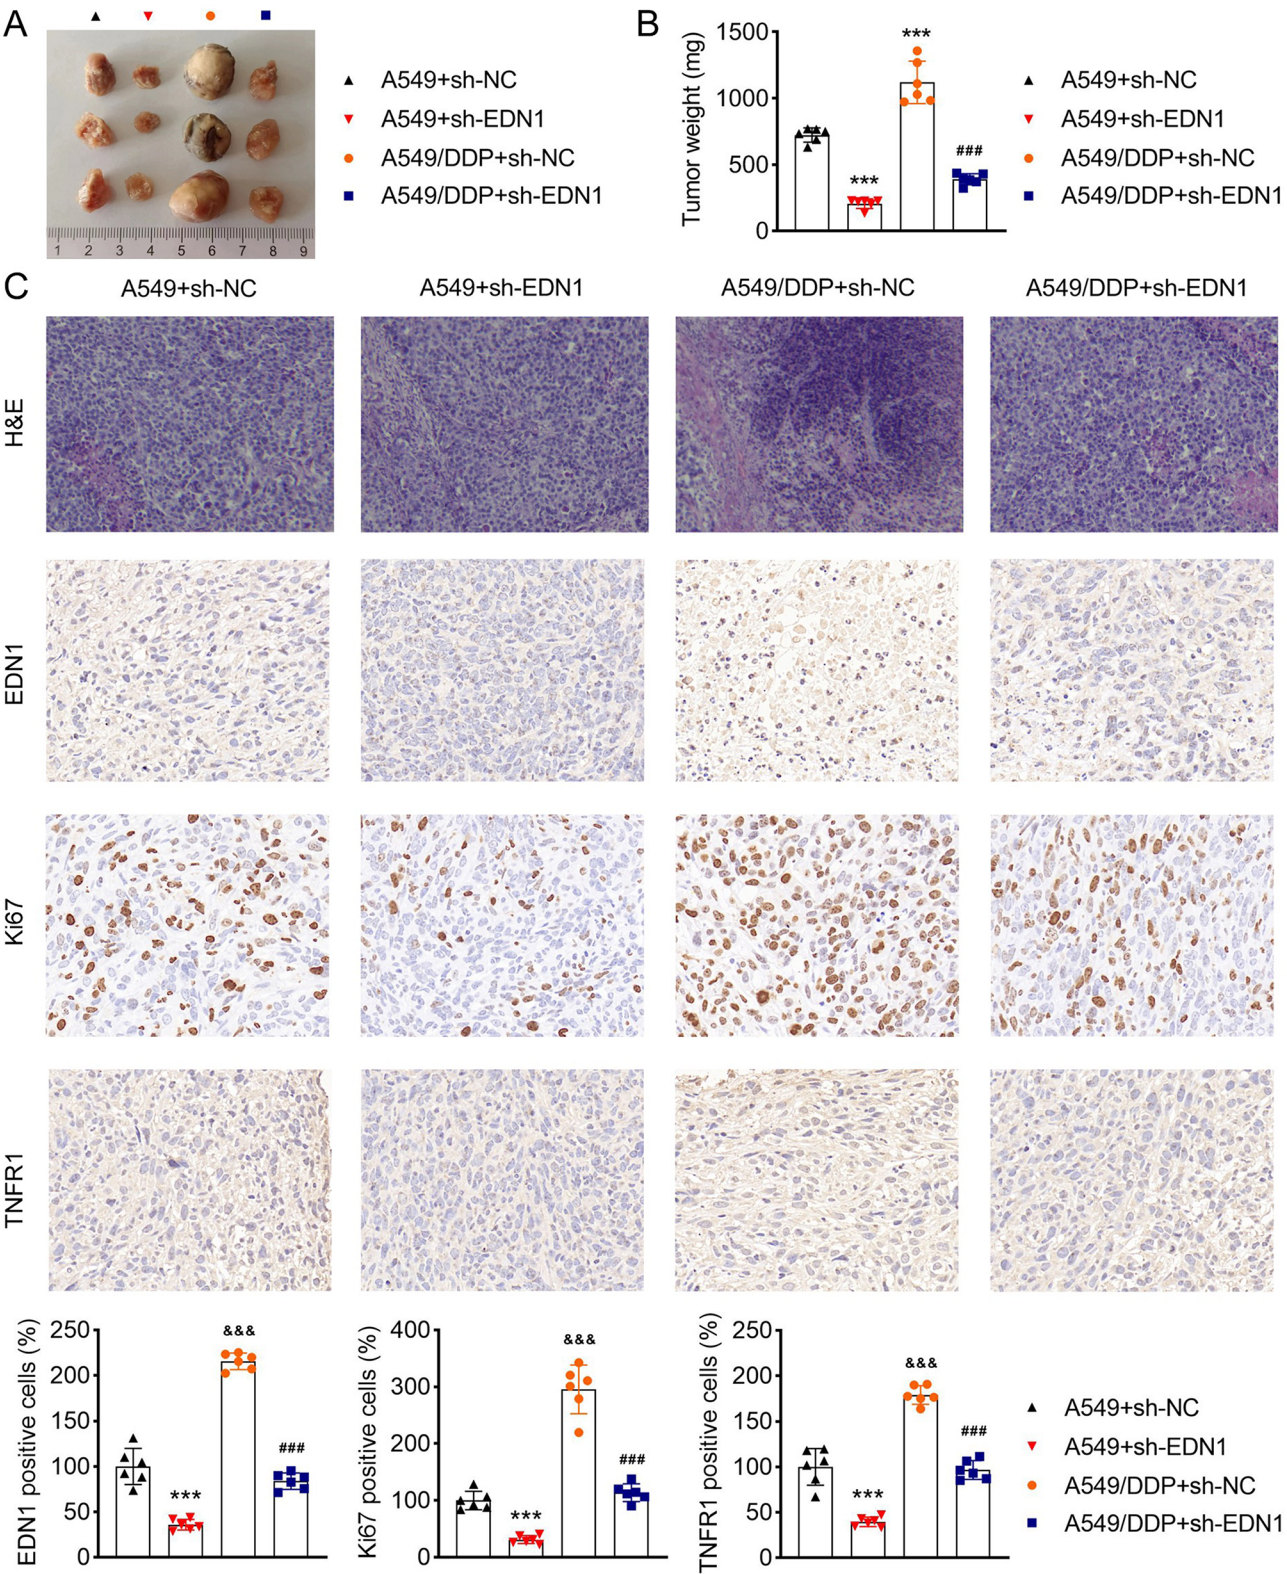 A
A549+sh-NC
A549+sh-EDN1
A549/DDP+sh-NC
A549/DDP+sh-EDN1
1 2 3 4 5 6 7 8 9
B
Tumor weight (mg)
1500
1000
500
0
***
***
###
A549+sh-NC
A549+sh-EDN1
A549/DDP+sh-NC
A549/DDP+sh-EDN1
C
A549+sh-NC A549+sh-EDN1 A549/DDP+sh-NC A549/DDP+sh-EDN1
H&E
EDN1
Ki67
TNFR1
EDN1 positive cells (%)
250
200
150
100
50
0
***
&&&
###
Ki67 positive cells (%)
400
300
200
100
0
***
&&&
###
TNFR1 positive cells (%)
250
200
150
100
50
0
***
&&&
###
A549+sh-NC
A549+sh-EDN1
A549/DDP+sh-NC
A549/DDP+sh-EDN1